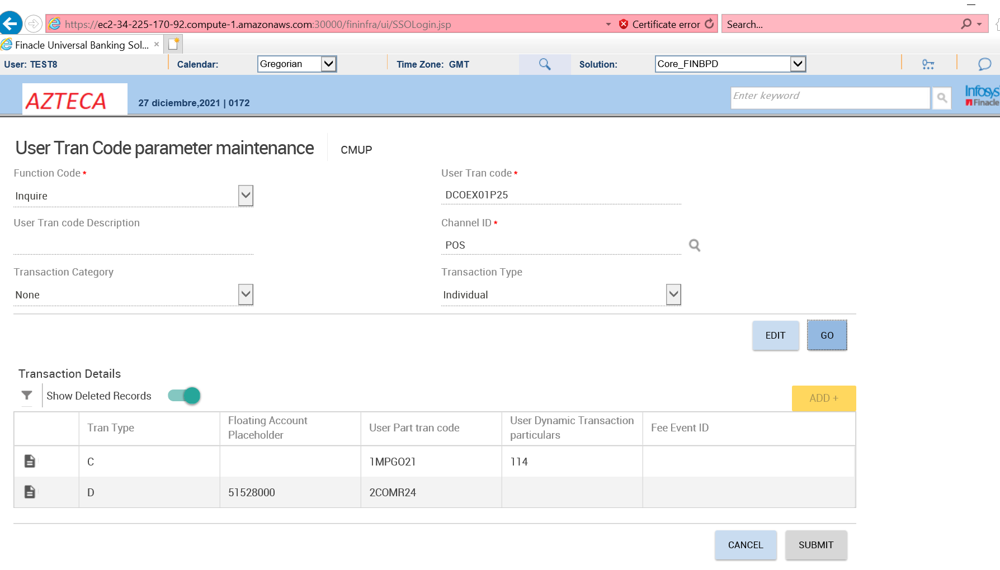 https://ec2-34-225-170-92.compute-1.amazonaws.com:30000/fininfra/ui/SSOLogin.jsp Certificate error Search...
Finacle Universal Banking Sol... ×
User: TEST8 Calendar: Gregorian Time Zone: GMT Solution: Core_FINBPD
AZTECA 27 diciembre,2021 | 0172 Enter keyword Infosys
Finacle
User Tran Code parameter maintenance CMUP
Function Code * User Tran code *
Inquire DCOEX01P25
User Tran code Description Channel ID *
POS
Transaction Category Transaction Type
None Individual
EDIT GO
Transaction Details
Show Deleted Records ADD +
Tran Type Floating Account Placeholder User Part tran code User Dynamic Transaction particulars Fee Event ID
C 1MPGO21 114
D 51528000 2COMR24
CANCEL SUBMIT